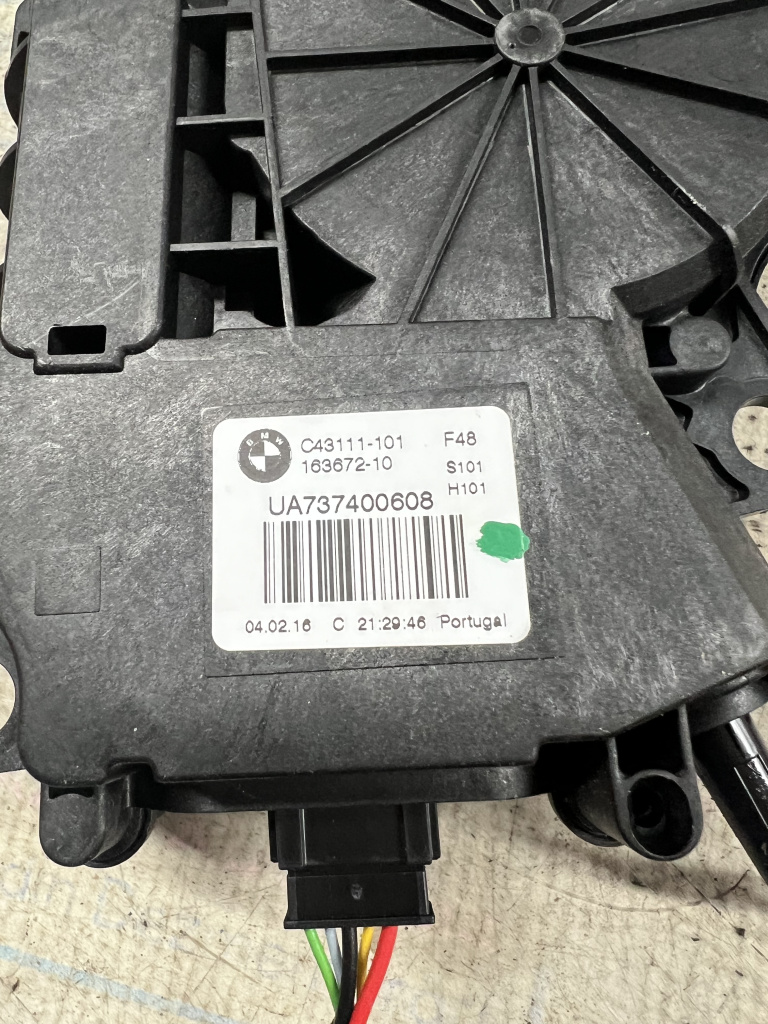 BMW
C43111-101 F48
163672-10 S101
H101
UA737400608
04.02.16 C 21:29:46 Portugal